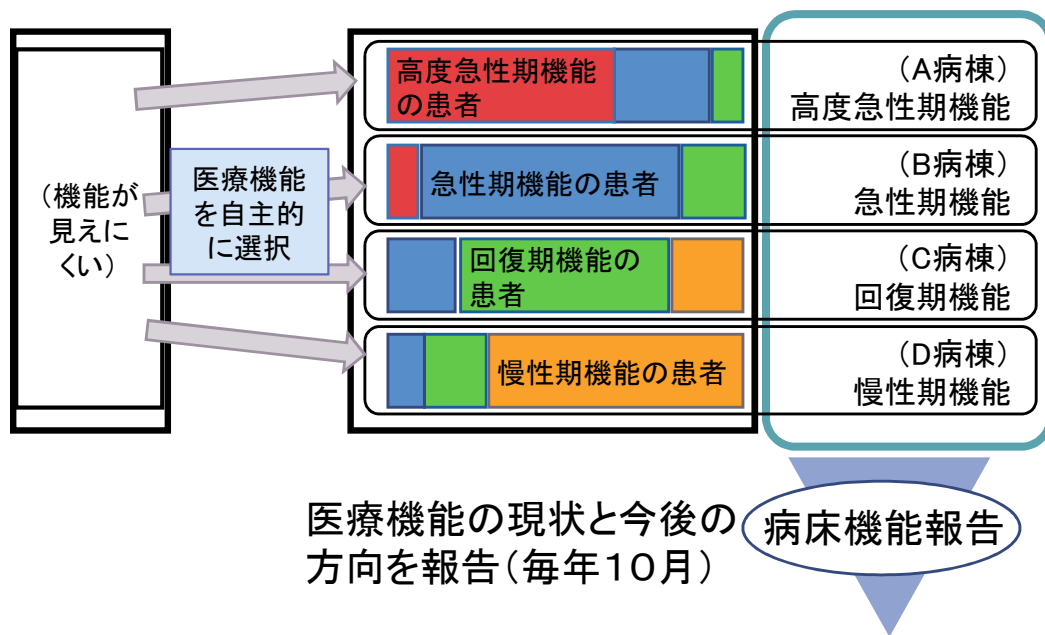 (機能が
見えに
くい)
医療機能
を自主的
に選択
高度急性期機能
の患者
(A病棟)
高度急性期機能
急性期機能の患者
(B病棟)
急性期機能
回復期機能の
患者
(C病棟)
回復期機能
慢性期機能の患者
(D病棟)
慢性期機能
医療機能の現状と今後の
方向を報告(毎年10月)
病床機能報告